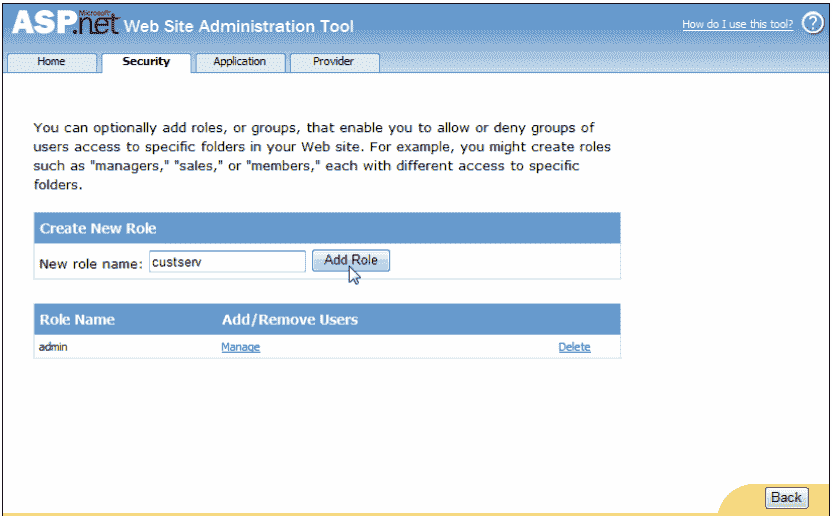 Microsoft
ASP.net Web Site Administration Tool
How do I use this tool? ?
Home Security Application Provider
You can optionally add roles, or groups, that enable you to allow or deny groups of
users access to specific folders in your Web site. For example, you might create roles
such as "managers," "sales," or "members," each with different access to specific
folders.
Create New Role
New role name: custserv Add Role
Role Name Add/Remove Users
admin Manage Delete
Back